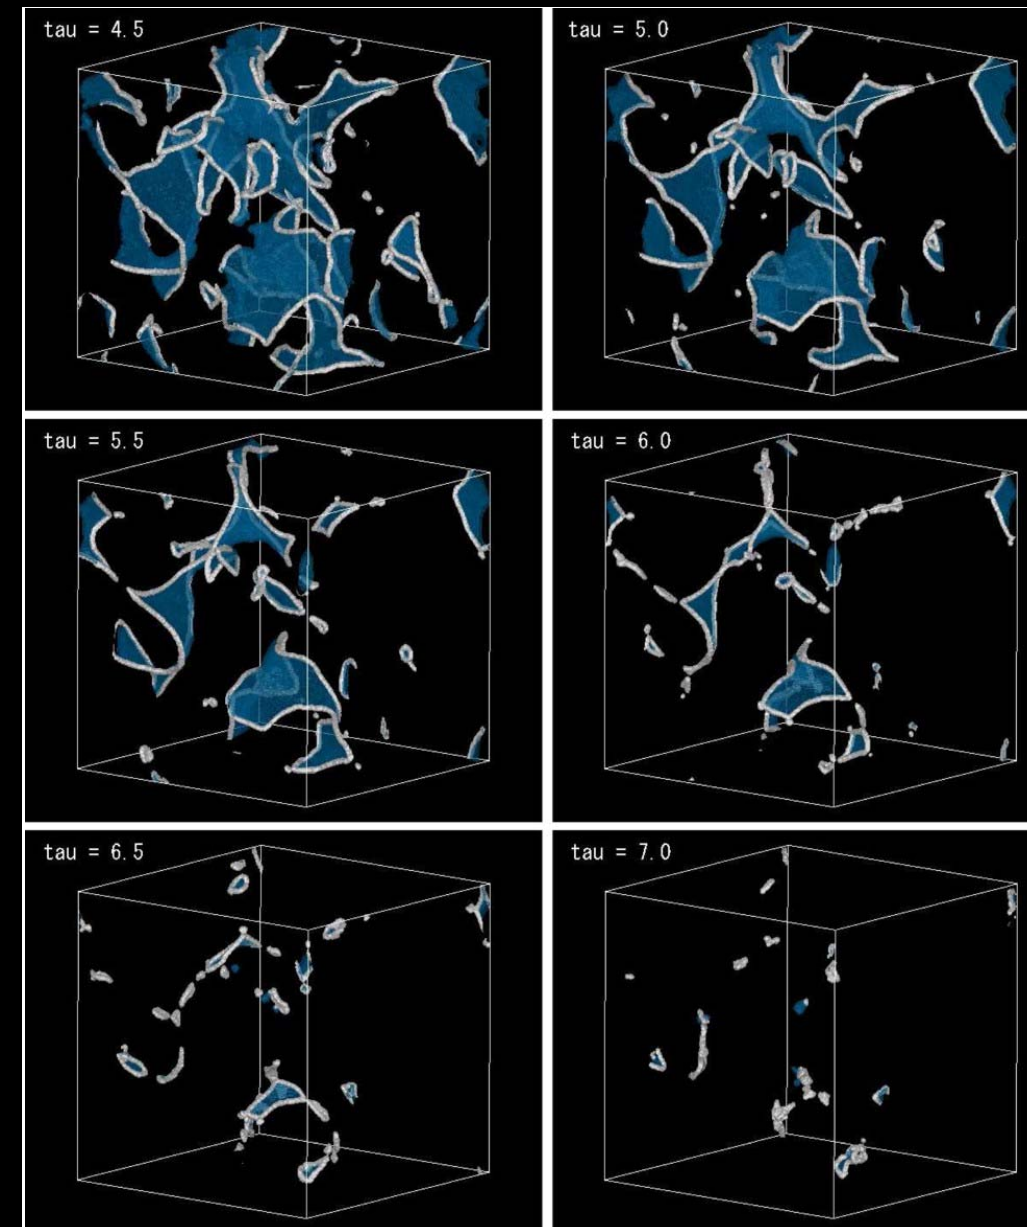 tau = 4.5
tau = 5.0
tau = 5.5
tau = 6.0
tau = 6.5
tau = 7.0